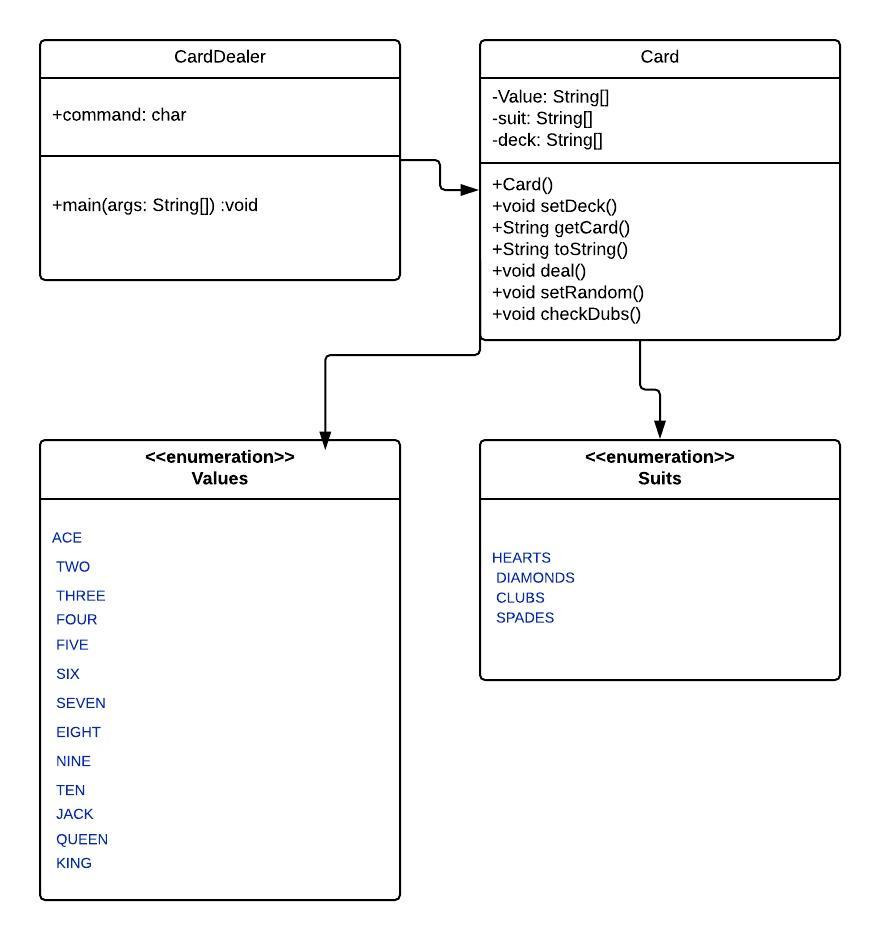 CardDealer
+command: char
+main(args: String[]) :void
Card
-Value: String[]
-suit: String[]
-deck: String[]
+Card()
+void setDeck()
+String getCard()
+String toString()
+void deal()
+void setRandom()
+void checkDubs()
<<enumeration>>
Values
ACE
TWO
THREE
FOUR
FIVE
SIX
SEVEN
EIGHT
NINE
TEN
JACK
QUEEN
KING
<<enumeration>>
Suits
HEARTS
DIAMONDS
CLUBS
SPADES